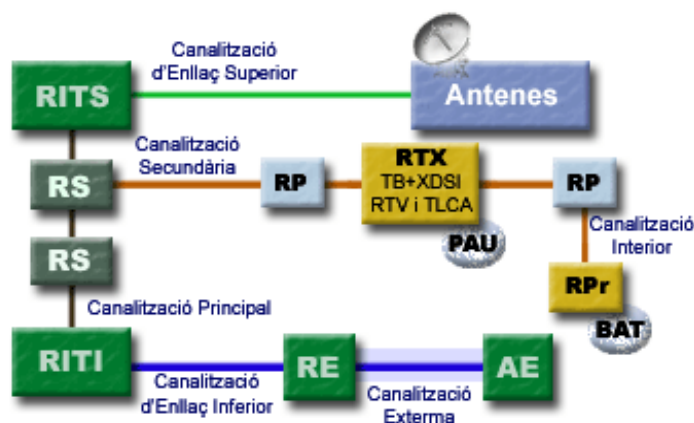 Canalització
d'Enllaç Superior
RITS
Antenes
Canalització
Secundària
RS
RP
RTX
TB+XDSI
RTV i TLCA
RP
PAU
Canalització
Interior
RS
RPr
BAT
Canalització Principal
RITI
RE
AE
Canalització
d'Enllaç Inferior
Canalització
Exterma